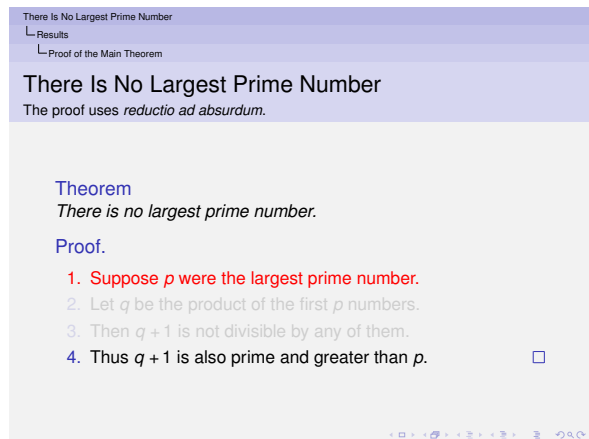 There Is No Largest Prime Number
Results
Proof of the Main Theorem
There Is No Largest Prime Number
The proof uses reductio ad absurdum.
Theorem
There is no largest prime number.
Proof.
1. Suppose p were the largest prime number.
2. Let q be the product of the first p numbers.
3. Then q + 1 is not divisible by any of them.
4. Thus q + 1 is also prime and greater than p.